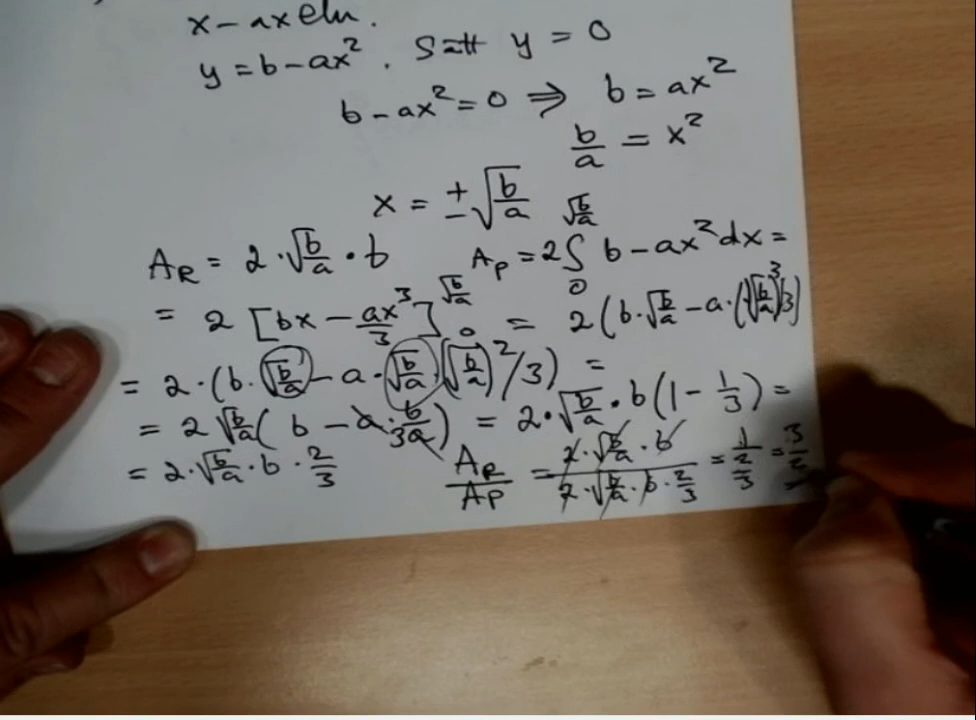 x - axeln.
y = b - ax². Sätt y = 0
b - ax² = 0 ⇒ b = ax²
b/a = x²
x = ±√(b/a)
A_R = 2·√(b/a)·b A_P = 2∫₀^√(b/a) b - ax² dx =
= 2 [bx - ax³/3]₀^√(b/a) = 2(b·√(b/a) - a·(√(b/a))³/3)
= 2·(b·√(b/a) - a·√(b/a)·(√(b/a))²/3) =
= 2√(b/a)(b - a·b/3a) = 2·√(b/a)·b(1 - 1/3) =
= 2·√(b/a)·b·2/3 A_R/A_P = (2·√(b/a)·b)/(2·√(b/a)·b·2/3) = 1/(2/3) = 3/2